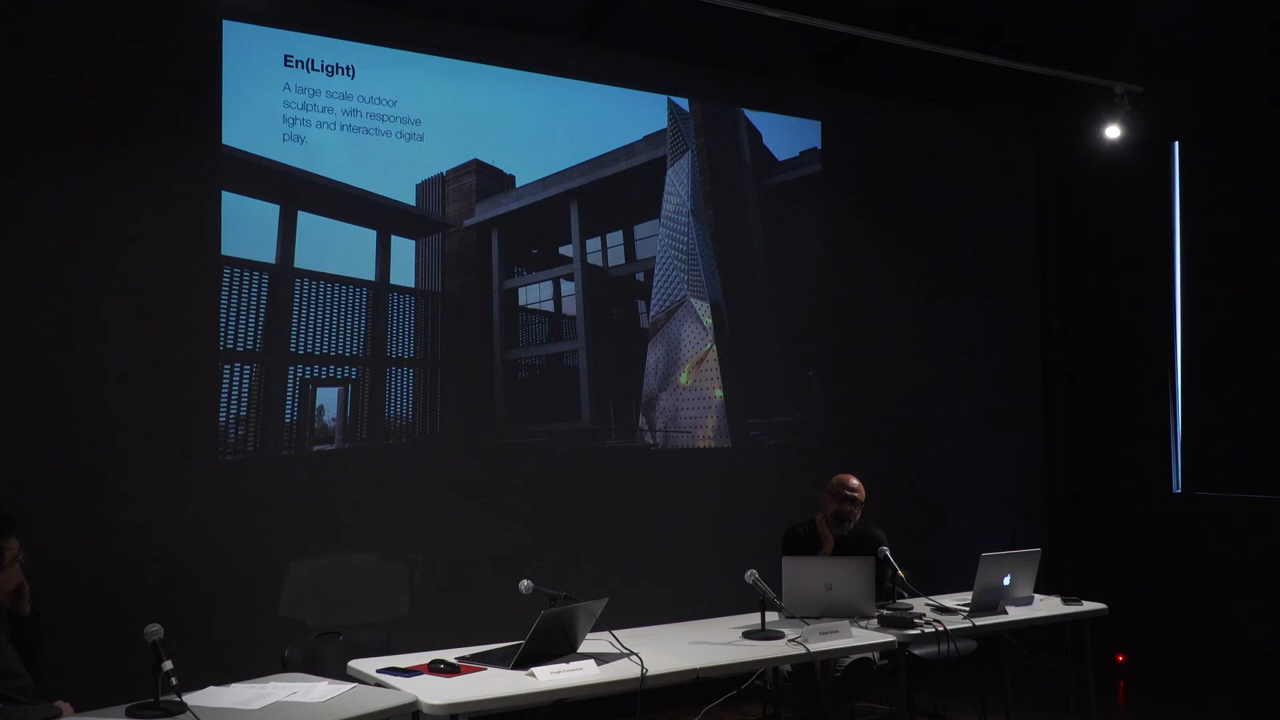 En(Light)
A large scale outdoor
sculpture, with responsive
lights and interactive digital
play.